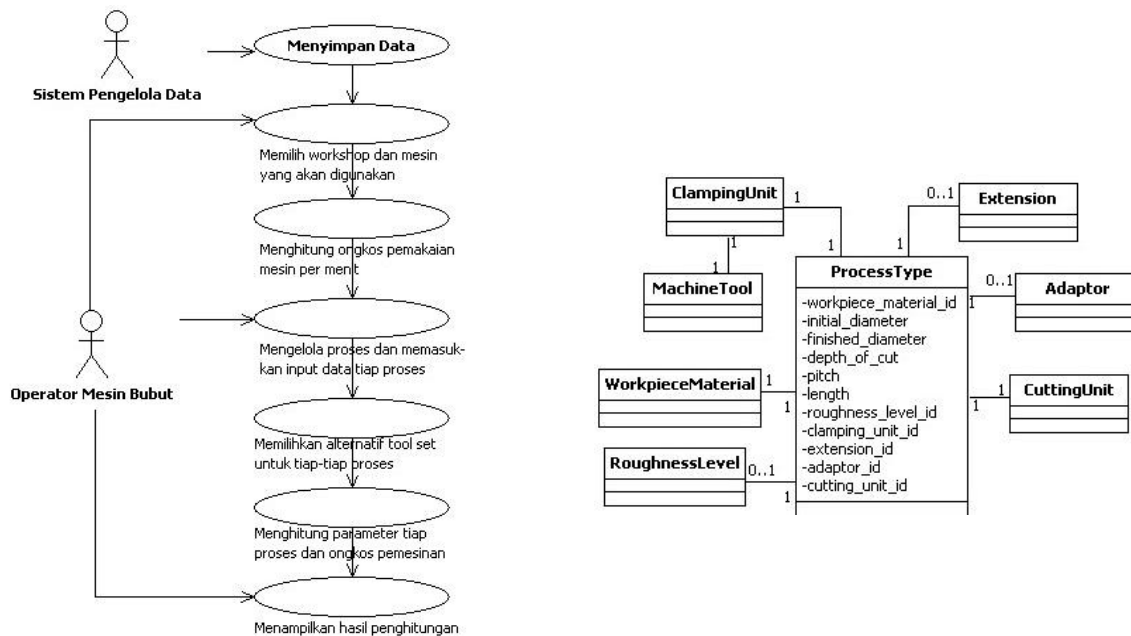 Menyimpan Data
Sistem Pengelola Data
Memilih workshop dan mesin
yang akan digunakan
Menghitung ongkos pemakaian
mesin per menit
Mengelola proses dan memasuk-
kan input data tiap proses
Operator Mesin Bubut
Memilihkan alternatif tool set
untuk tiap-tiap proses
Menghitung parameter tiap
proses dan ongkos pemesinan
Menampilkan hasil penghitungan
ClampingUnit
1
1
1
1
MachineTool
0..1
Extension
1
ProcessType
-workpiece_material_id
-initial_diameter
-finished_diameter
-depth_of_cut
-pitch
-length
-roughness_level_id
-clamping_unit_id
-extension_id
-adaptor_id
-cutting_unit_id
0..1
Adaptor
1
WorkpieceMaterial
1
1
1
CuttingUnit
1
RoughnessLevel
0..1
1